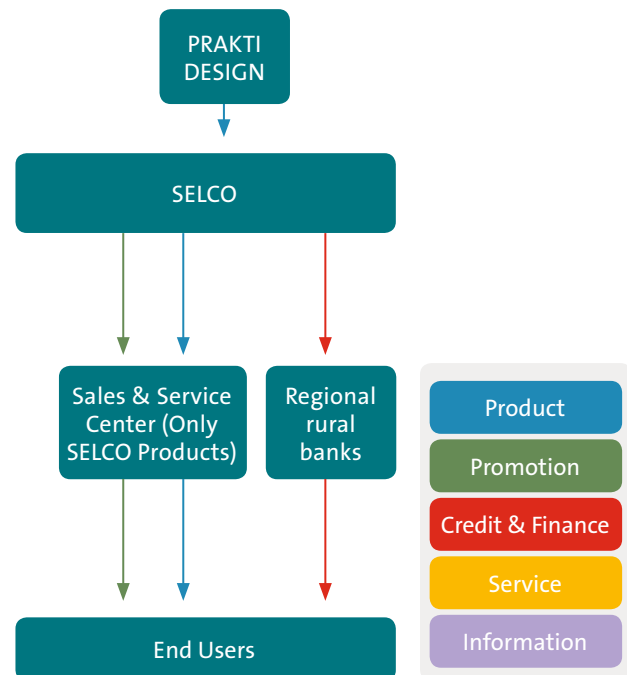 PRAKTI
DESIGN
SELCO
Sales & Service
Center (Only
SELCO Products)
Regional
rural
banks
End Users
Product
Promotion
Credit & Finance
Service
Information